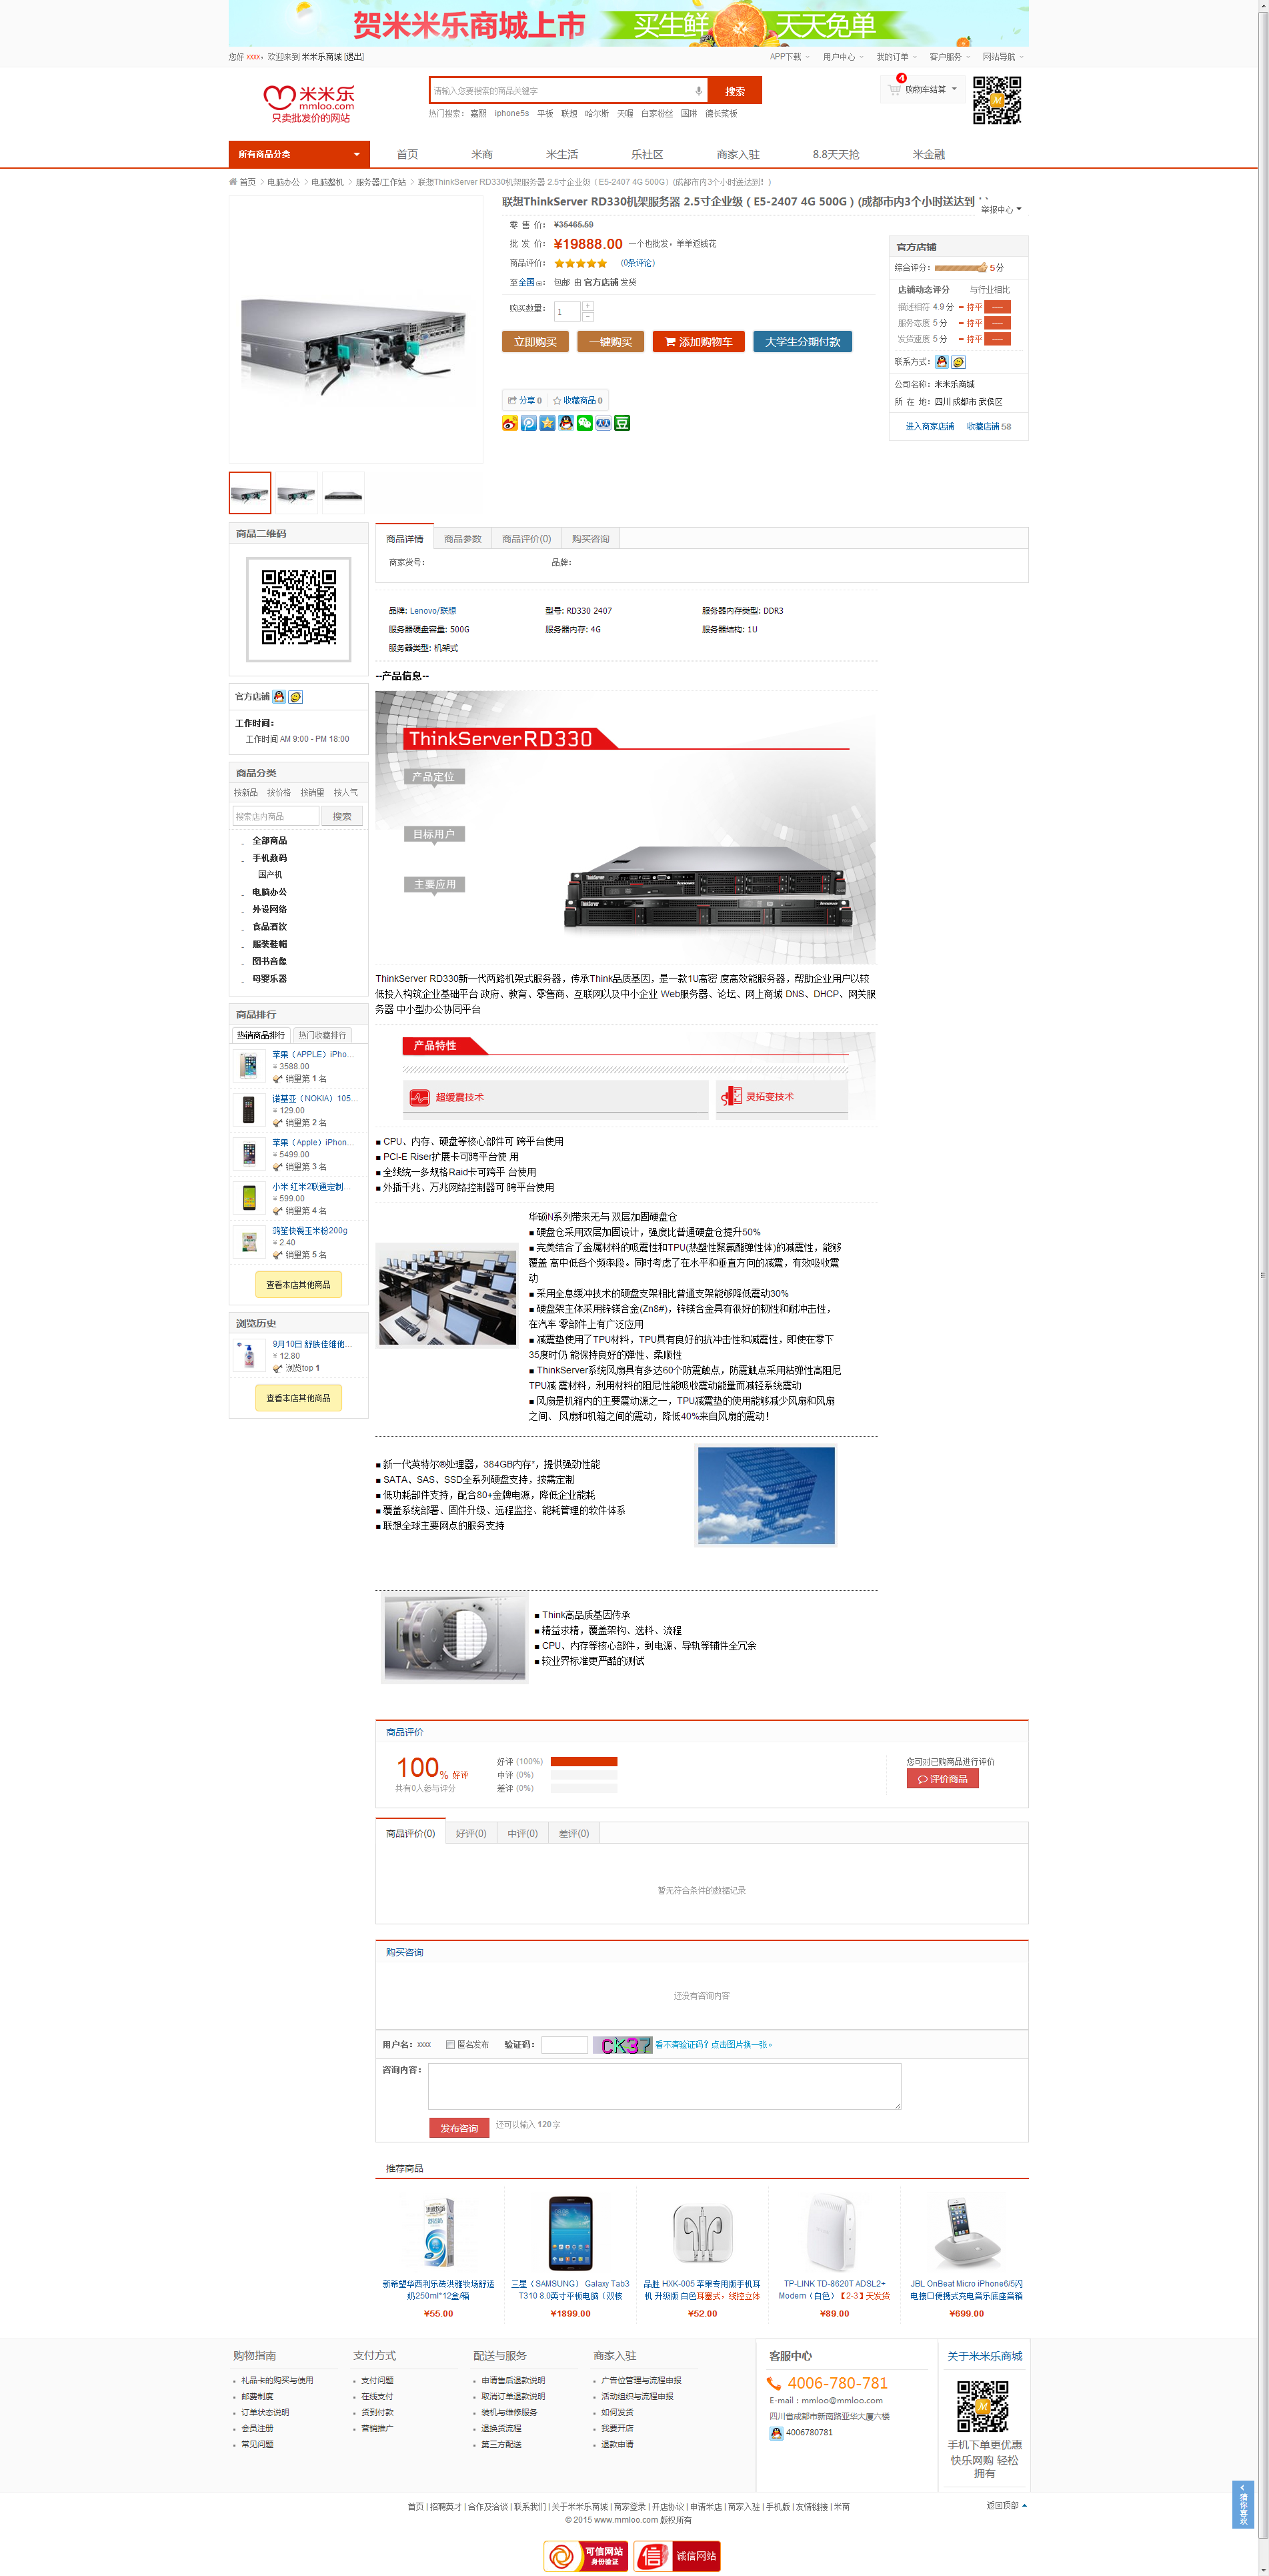 贺米米乐商城上市 买生鲜 天天免单
您好 xxxx，欢迎来到 米米乐商城 [退出]
APP下载 用户中心 我的订单 客户服务 网站导航
米米乐
mmloo.com
只卖批发价的网站
请输入您要搜索的商品关键字 搜索
热门搜索： 嘉熙 iphone5s 平板 联想 哈尔斯 天喔 百家粉丝 国琳 德长菜板
4
购物车结算
所有商品分类 首页 米商 米生活 乐社区 商家入驻 8.8天天抢 米金融
首页 > 电脑办公 > 电脑整机 > 服务器/工作站 > 联想ThinkServer RD330机架服务器 2.5寸企业级（E5-2407 4G 500G）(成都市内3个小时送达到！)
联想ThinkServer RD330机架服务器 2.5寸企业级（E5-2407 4G 500G）(成都市内3个小时送达到
举报中心
零 售 价： ¥35465.59
批 发 价： ¥19888.00 一个也批发，单单返钱花
商品评价： （0条评论）
至全国： 包邮 由 官方店铺 发货
购买数量： 1
立即购买 一键购买 添加购物车 大学生分期付款
分享 0 收藏商品 0
官方店铺
综合评分： 5 分
店铺动态评分 与行业相比
描述相符 4.9 分 持平
服务态度 5 分 持平
发货速度 5 分 持平
联系方式：
公司名称： 米米乐商城
所 在 地： 四川 成都市 武侯区
进入商家店铺 收藏店铺 58
商品二维码
官方店铺
工作时间：
工作时间 AM 9:00 - PM 18:00
商品分类
按新品 按价格 按销量 按人气
搜索店内商品 搜索
全部商品
手机数码
国产机
电脑办公
外设网络
食品酒饮
服装鞋帽
图书音像
母婴乐器
商品排行
热销商品排行 热门收藏排行
苹果（APPLE）iPho...
¥ 3588.00
销量第 1 名
诺基亚（NOKIA）105...
¥ 129.00
销量第 2 名
苹果（Apple）iPhon...
¥ 5499.00
销量第 3 名
小米 红米2联通定制...
¥ 599.00
销量第 4 名
鸿笙快餐玉米粉200g
¥ 2.40
销量第 5 名
查看本店其他商品
浏览历史
9月10日 舒肤佳维他...
¥ 12.80
浏览top 1
查看本店其他商品
商品详情 商品参数 商品评价(0) 购买咨询
商家货号： 品牌：
品牌: Lenovo/联想 型号: RD330 2407 服务器内存类型: DDR3
服务器硬盘容量: 500G 服务器内存: 4G 服务器结构: 1U
服务器类型: 机架式
--产品信息--
ThinkServer RD330
产品定位
目标用户
主要应用
ThinkServer RD330新一代两路机架式服务器，传承Think品质基因，是一款1U高密 度高效能服务器，帮助企业用户以较
低投入构筑企业基础平台 政府、教育、零售商、互联网以及中小企业 Web服务器、论坛、网上商城 DNS、DHCP、网关服
务器 中小型办公协同平台
产品特性
超缓震技术 灵拓变技术
■ CPU、内存、硬盘等核心部件可 跨平台使用
■ PCI-E Riser扩展卡可跨平台使 用
■ 全线统一多规格Raid卡可跨平 台使用
■ 外插千兆、万兆网络控制器可 跨平台使用
华硕N系列带来无与 双层加固硬盘仓
■ 硬盘仓采用双层加固设计，强度比普通硬盘仓提升50%
■ 完美结合了金属材料的吸震性和TPU(热塑性聚氨酯弹性体)的减震性，能够
覆盖 高中低各个频率段。同时考虑了在水平和垂直方向的减震，有效吸收震
动
■ 采用全息缓冲技术的硬盘支架相比普通支架能够降低震动30%
■ 硬盘架主体采用锌镁合金(Zn8#)，锌镁合金具有很好的韧性和耐冲击性，
在汽车 零部件上有广泛应用
■ 减震垫使用了TPU材料，TPU具有良好的抗冲击性和减震性，即使在零下
35度时仍 能保持良好的弹性、柔顺性
■ ThinkServer系统风扇具有多达60个防震触点，防震触点采用粘弹性高阻尼
TPU减 震材料，利用材料的阻尼性能吸收震动能量而减轻系统震动
■ 风扇是机箱内的主要震动源之一，TPU减震垫的使用能够减少风扇和风扇
之间、 风扇和机箱之间的震动，降低40%来自风扇的震动！
■ 新一代英特尔®处理器，384GB内存*，提供强劲性能
■ SATA、SAS、SSD全系列硬盘支持，按需定制
■ 低功耗部件支持，配合80+金牌电源，降低企业能耗
■ 覆盖系统部署、固件升级、远程监控、能耗管理的软件体系
■ 联想全球主要网点的服务支持
■ Think高品质基因传承
■ 精益求精，覆盖架构、选料、流程
■ CPU、内存等核心部件，到电源、导轨等辅件全冗余
■ 较业界标准更严酷的测试
商品评价
100% 好评
共有0人参与评分
好评 (100%)
中评 (0%)
差评 (0%)
您可对已购商品进行评价
评价商品
商品评价(0) 好评(0) 中评(0) 差评(0)
暂无符合条件的数据记录
购买咨询
还没有咨询内容
用户名： xxxx 匿名发布 验证码： CK37 看不清验证码？点击图片换一张。
咨询内容：
发布咨询 还可以输入 120 字
推荐商品
新希望华西利乐砖洪雅牧场舒适
奶250ml*12盒/箱
¥55.00
三星（SAMSUNG） Galaxy Tab3
T310 8.0英寸平板电脑（双核
¥1899.00
品胜 HXK-005 苹果专用版手机耳
机 升级版 白色耳塞式，线控立体
¥52.00
TP-LINK TD-8620T ADSL2+
Modem（白色）【2-3】天发货
¥89.00
JBL OnBeat Micro iPhone6/5闪
电接口便携式充电音乐底座音箱
¥699.00
购物指南
礼品卡的购买与使用
邮费制度
订单状态说明
会员注册
常见问题
支付方式
支付问题
在线支付
货到付款
营销推广
配送与服务
申请售后退款说明
取消订单退款说明
装机与维修服务
退换货流程
第三方配送
商家入驻
广告位管理与流程申报
活动组织与流程申报
如何发货
我要开店
退款申请
客服中心
4006-780-781
E-mail : mmloo@mmloo.com
四川省成都市新南路亚华大厦六楼
4006780781
关于米米乐商城
手机下单更优惠
快乐网购 轻松
拥有
猜你喜欢
首页 | 招聘英才 | 合作及洽谈 | 联系我们 | 关于米米乐商城 | 商家登录 | 开店协议 | 申请米店 | 商家入驻 | 手机版 | 友情链接 | 米商
返回顶部
© 2015 www.mmloo.com 版权所有
可信网站
身份验证
诚信网站